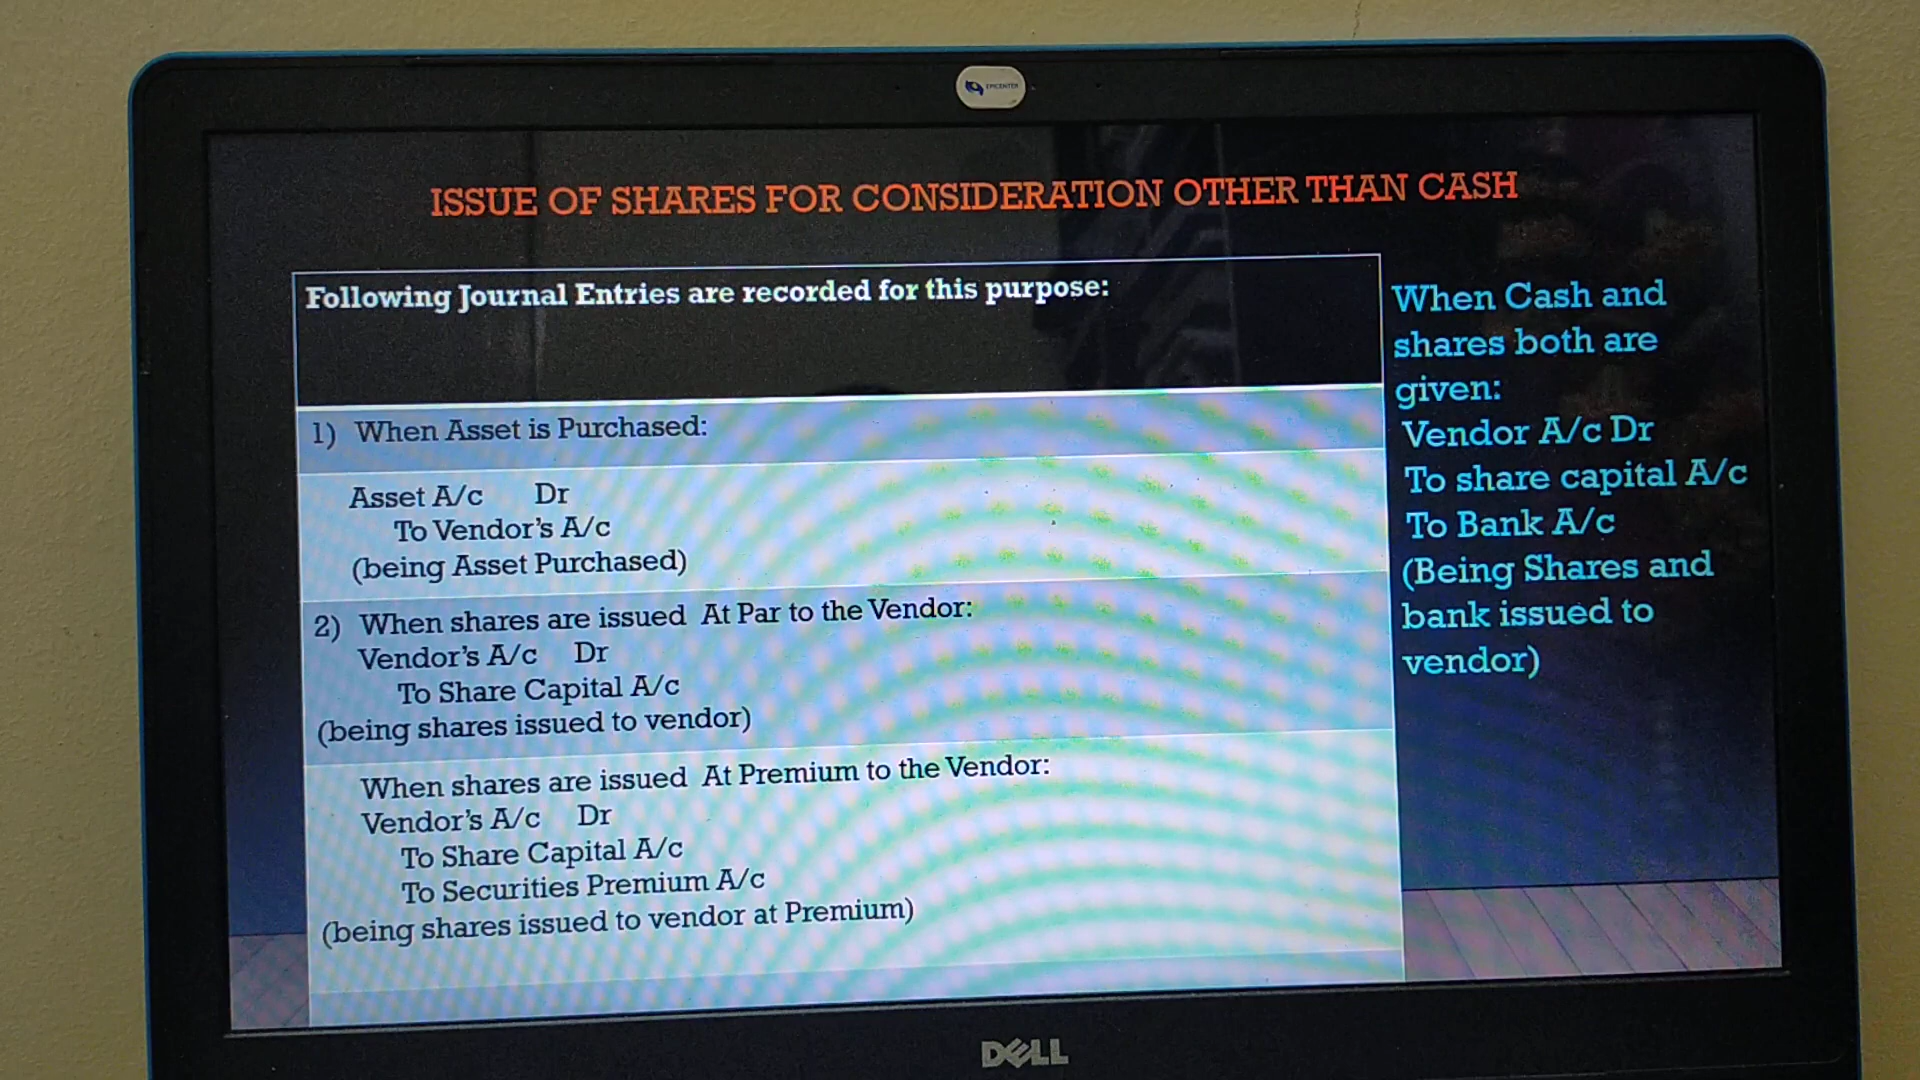 EPICENTER
ISSUE OF SHARES FOR CONSIDERATION OTHER THAN CASH
Following Journal Entries are recorded for this purpose:
1) When Asset is Purchased:
Asset A/c Dr
To Vendor's A/c
(being Asset Purchased)
2) When shares are issued At Par to the Vendor:
Vendor's A/c Dr
To Share Capital A/c
(being shares issued to vendor)
When shares are issued At Premium to the Vendor:
Vendor's A/c Dr
To Share Capital A/c
To Securities Premium A/c
(being shares issued to vendor at Premium)
When Cash and
shares both are
given:
Vendor A/c Dr
To share capital A/c
To Bank A/c
(Being Shares and
bank issued to
vendor)
DELL